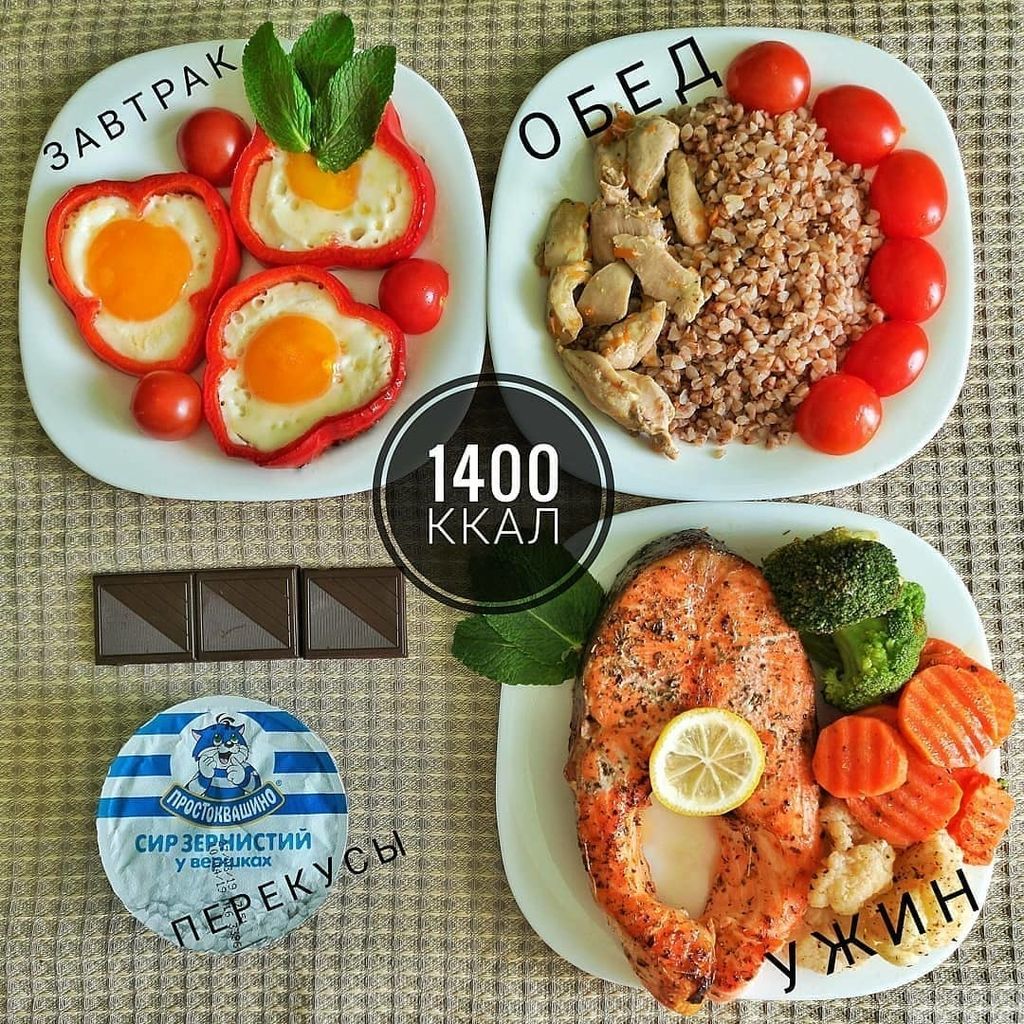 ЗАВТРАК
ОБЕД
1400
ККАЛ
ПРОСТОКВАШИНО
СИР ЗЕРНИСТИЙ
у вершках
ПЕРЕКУСЫ
УЖИН